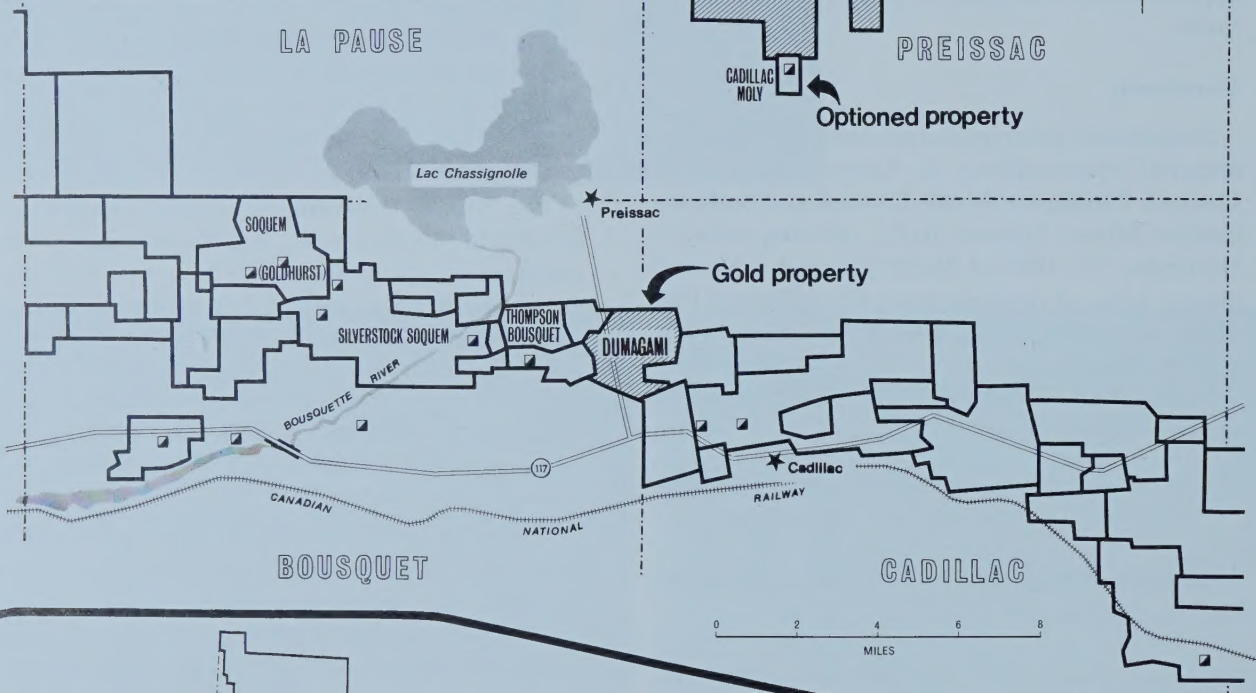 LA PAUSE
PREISSAC
CADILLAC
MOLY
Optioned property
Lac Chassignolle
Preissac
SOQUEM
(GOLDHURST)
Gold property
THOMPSON
BOUSQUET
SILVERSTOCK SOQUEM
DUMAGAMI
BOUSQUETTE RIVER
117
Cadillac
CANADIAN NATIONAL RAILWAY
BOUSQUET
CADILLAC
0 2 4 6 8
MILES